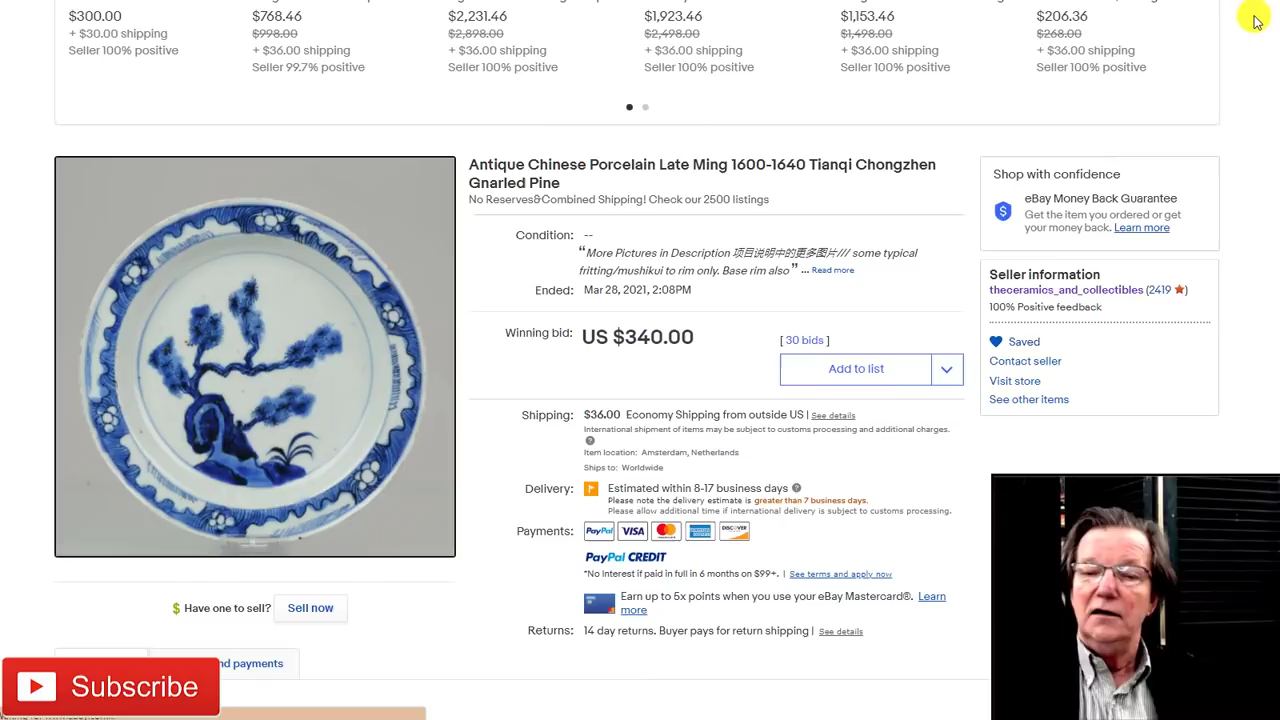 $300.00
+ $30.00 shipping
Seller 100% positive
$768.46
$998.00
+ $36.00 shipping
Seller 99.7% positive
$2,231.46
$2,898.00
+ $36.00 shipping
Seller 100% positive
$1,923.46
$2,498.00
+ $36.00 shipping
Seller 100% positive
$1,153.46
$1,498.00
+ $36.00 shipping
Seller 100% positive
$206.36
$268.00
+ $36.00 shipping
Seller 100% positive
Antique Chinese Porcelain Late Ming 1600-1640 Tianqi Chongzhen
Gnarled Pine
No Reserves&Combined Shipping! Check our 2500 listings
Condition: --
“More Pictures in Description 项目说明中的更多图片/// some typical
fritting/mushikui to rim only. Base rim also” ... Read more
Ended: Mar 28, 2021, 2:08PM
Winning bid: US $340.00 [ 30 bids ]
Add to list
Shipping: $36.00 Economy Shipping from outside US | See details
International shipment of items may be subject to customs processing and additional charges.
Item location: Amsterdam, Netherlands
Ships to: Worldwide
Delivery: Estimated within 8-17 business days
Please note the delivery estimate is greater than 7 business days.
Please allow additional time if international delivery is subject to customs processing.
Payments: PayPal VISA MasterCard DISCOVER
PayPal CREDIT
*No Interest if paid in full in 6 months on $99+. | See terms and apply now
Earn up to 5x points when you use your eBay Mastercard®. Learn
more
Returns: 14 day returns. Buyer pays for return shipping | See details
Shop with confidence
eBay Money Back Guarantee
Get the item you ordered or get
your money back. Learn more
Seller information
theceramics_and_collectibles (2419 ★)
100% Positive feedback
Saved
Contact seller
Visit store
See other items
Have one to sell? Sell now
nd payments
Subscribe